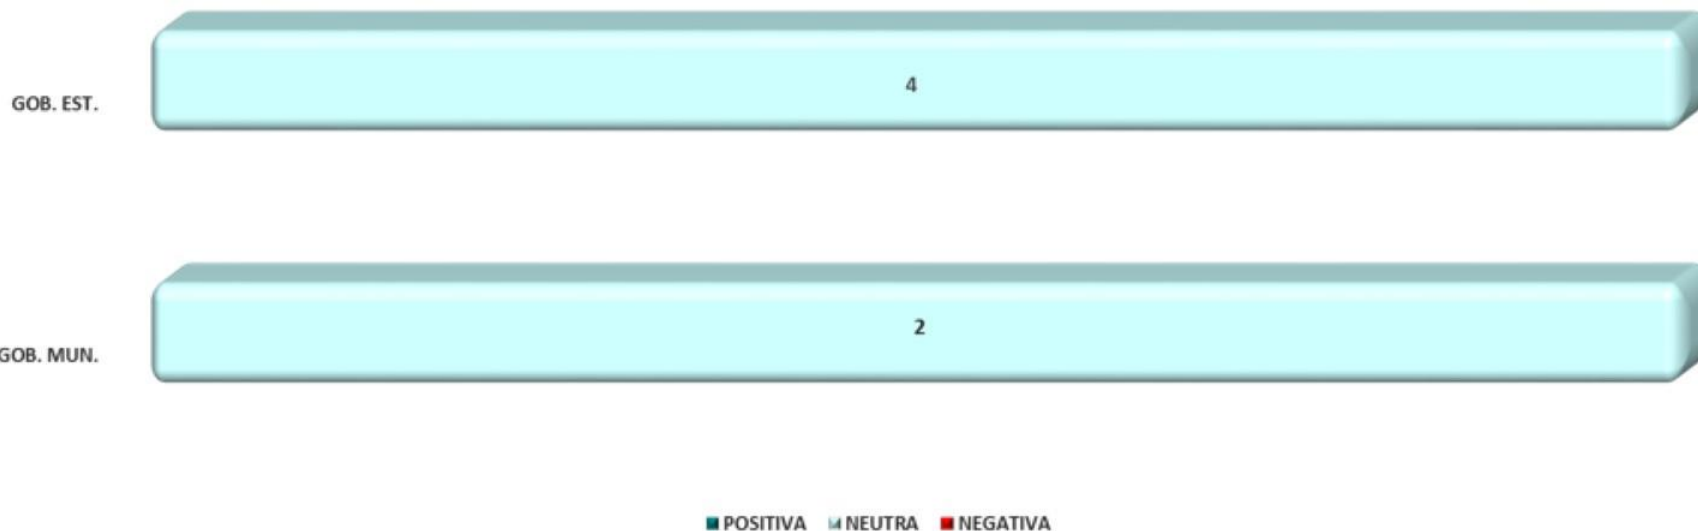 GOB. EST.
4
GOB. MUN.
2
POSITIVA NEUTRA NEGATIVA